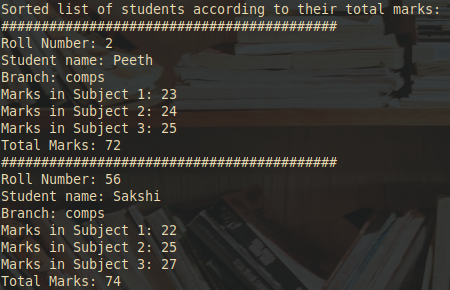 Sorted list of students according to their total marks:
##########################################
Roll Number: 2
Student name: Peeth
Branch: comps
Marks in Subject 1: 23
Marks in Subject 2: 24
Marks in Subject 3: 25
Total Marks: 72
##########################################
Roll Number: 56
Student name: Sakshi
Branch: comps
Marks in Subject 1: 22
Marks in Subject 2: 25
Marks in Subject 3: 27
Total Marks: 74